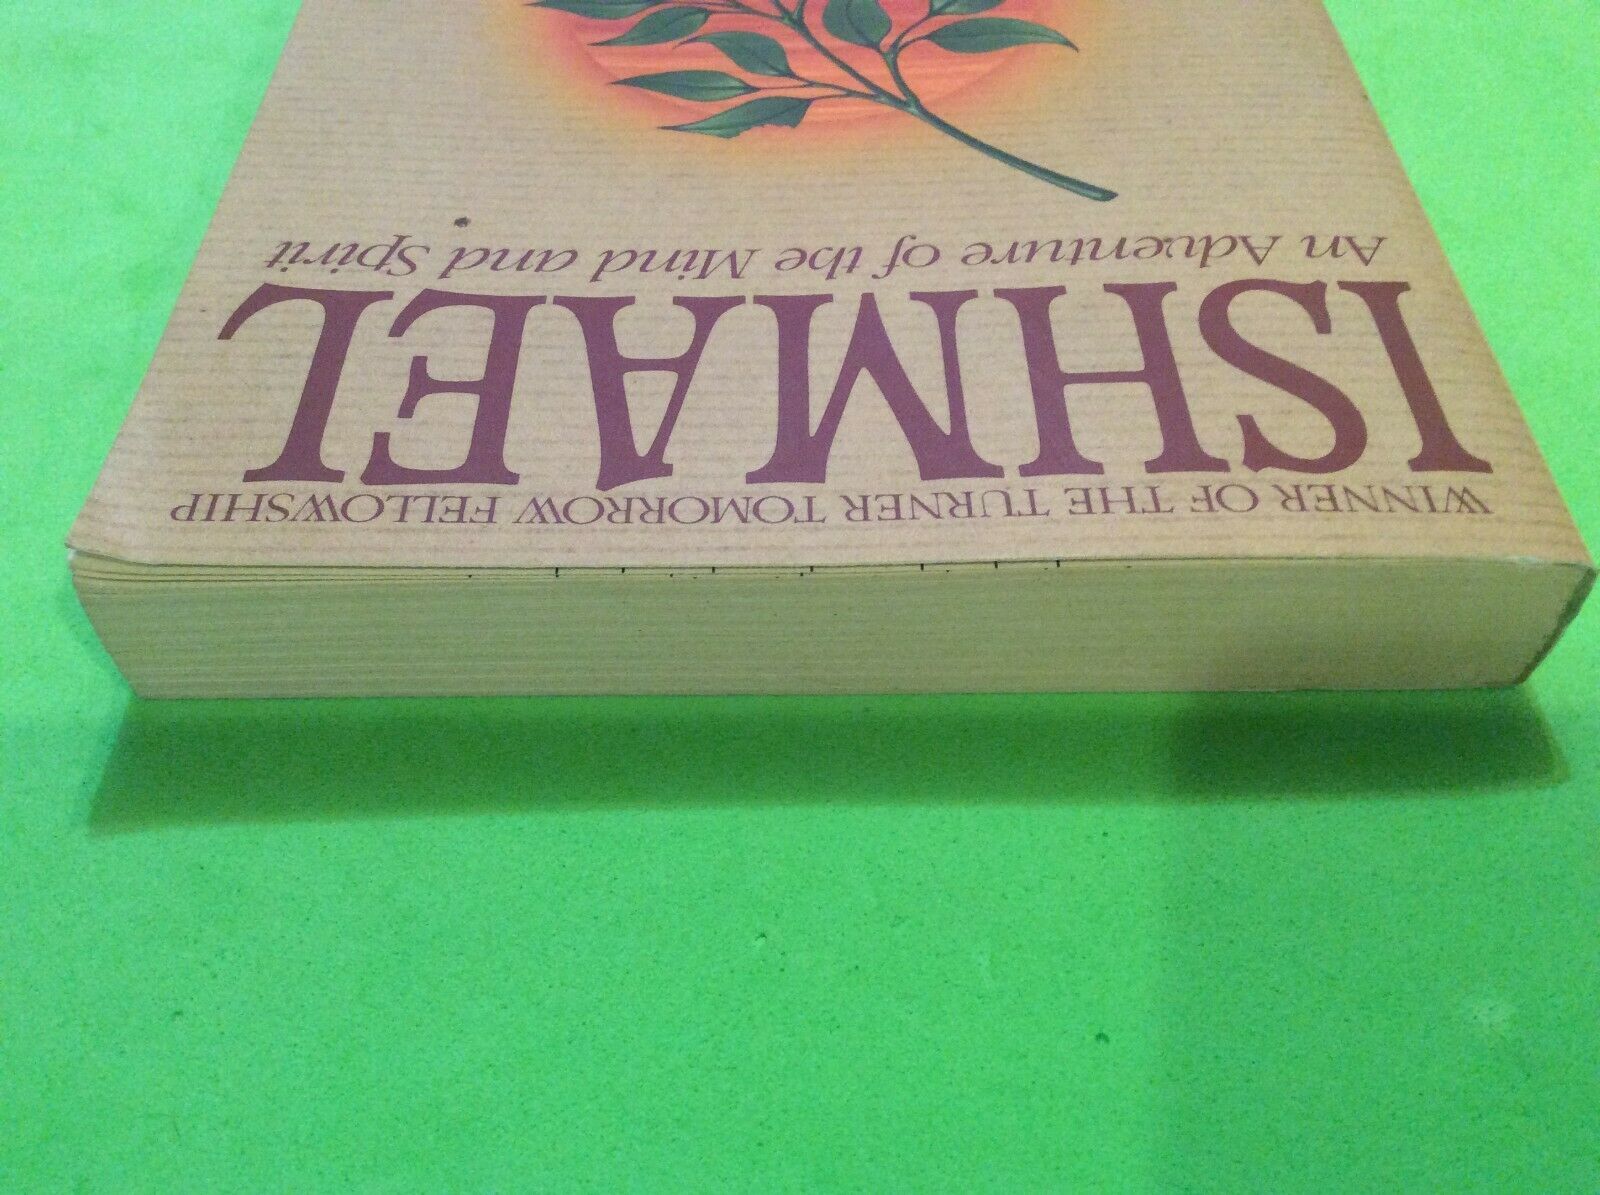 WINNER OF THE TURNER TOMORROW FELLOWSHIP
ISHMAEL
An Adventure of the Mind and Spirit